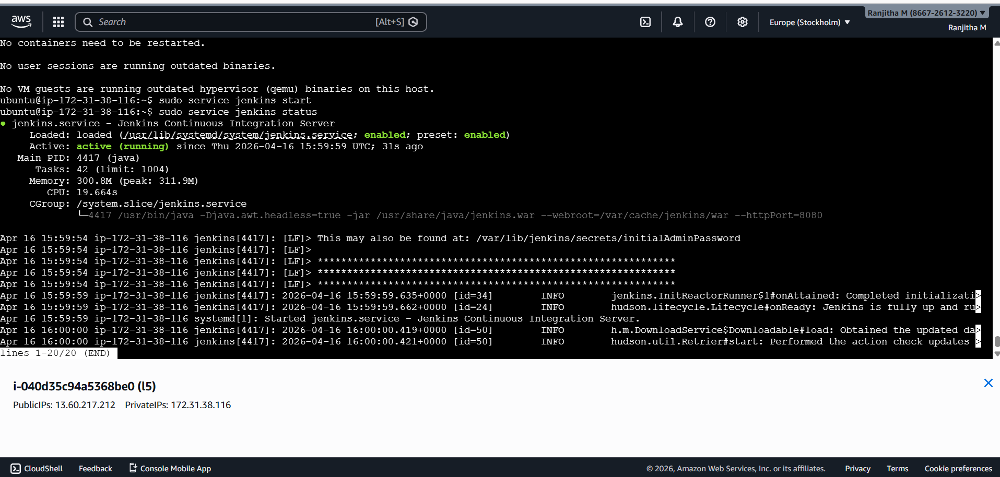 aws
Search
[Alt+S]
Europe (Stockholm)
Ranjitha M (8667-2612-3220)
Ranjitha M
No containers need to be restarted.
No user sessions are running outdated binaries.
No VM guests are running outdated hypervisor (qemu) binaries on this host.
ubuntu@ip-172-31-38-116:~$ sudo service jenkins start
ubuntu@ip-172-31-38-116:~$ sudo service jenkins status
● jenkins.service - Jenkins Continuous Integration Server
Loaded: loaded (/usr/lib/systemd/system/jenkins.service; enabled; preset: enabled)
Active: active (running) since Thu 2026-04-16 15:59:59 UTC; 31s ago
Main PID: 4417 (java)
Tasks: 42 (limit: 1004)
Memory: 300.8M (peak: 311.9M)
CPU: 19.664s
CGroup: /system.slice/jenkins.service
└─4417 /usr/bin/java -Djava.awt.headless=true -jar /usr/share/java/jenkins.war --webroot=/var/cache/jenkins/war --httpPort=8080
Apr 16 15:59:54 ip-172-31-38-116 jenkins[4417]: [LF]> This may also be found at: /var/lib/jenkins/secrets/initialAdminPassword
Apr 16 15:59:54 ip-172-31-38-116 jenkins[4417]: [LF]>
Apr 16 15:59:54 ip-172-31-38-116 jenkins[4417]: [LF]> *************************************************************
Apr 16 15:59:54 ip-172-31-38-116 jenkins[4417]: [LF]> *************************************************************
Apr 16 15:59:54 ip-172-31-38-116 jenkins[4417]: [LF]> *************************************************************
Apr 16 15:59:59 ip-172-31-38-116 jenkins[4417]: 2026-04-16 15:59:59.635+0000 [id=34] INFO jenkins.InitReactorRunner$1#onAttained: Completed initializati>
Apr 16 15:59:59 ip-172-31-38-116 jenkins[4417]: 2026-04-16 15:59:59.662+0000 [id=24] INFO hudson.lifecycle.Lifecycle#onReady: Jenkins is fully up and ru>
Apr 16 15:59:59 ip-172-31-38-116 systemd[1]: Started jenkins.service - Jenkins Continuous Integration Server.
Apr 16 16:00:00 ip-172-31-38-116 jenkins[4417]: 2026-04-16 16:00:00.419+0000 [id=50] INFO h.m.DownloadService$Downloadable#load: Obtained the updated da>
Apr 16 16:00:00 ip-172-31-38-116 jenkins[4417]: 2026-04-16 16:00:00.421+0000 [id=50] INFO hudson.util.Retrier#start: Performed the action check updates >
lines 1-20/20 (END)
i-040d35c94a5368be0 (l5)
PublicIPs: 13.60.217.212 PrivateIPs: 172.31.38.116
CloudShell Feedback Console Mobile App © 2026, Amazon Web Services, Inc. or its affiliates. Privacy Terms Cookie preferences